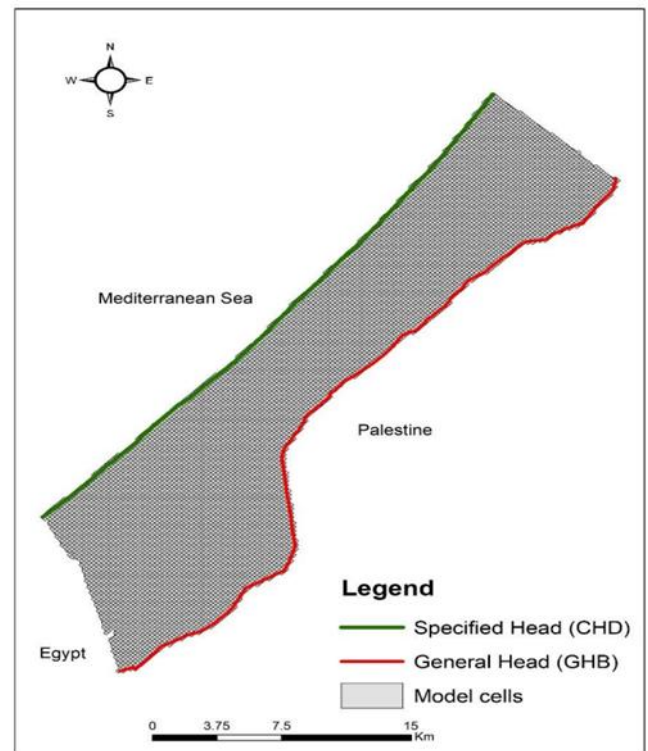 N
W E
S
Mediterranean Sea
Palestine
Egypt
Legend
Specified Head (CHD)
General Head (GHB)
Model cells
0 3.75 7.5 15
Km